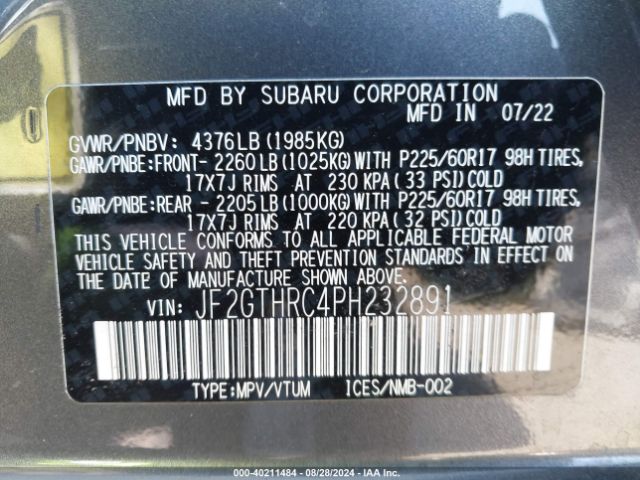 MFD BY SUBARU CORPORATION
MFD IN 07/22
GVWR/PNBV: 4376LB (1985KG)
GAWR/PNBE:FRONT- 2260LB (1025KG) WITH P225/60R17 98H TIRES,
17X7J RIMS AT 230 KPA (33 PSI) COLD
GAWR/PNBE:REAR - 2205LB (1000KG) WITH P225/60R17 98H TIRES,
17X7J RIMS AT 220 KPA (32 PSI) COLD
THIS VEHICLE CONFORMS TO ALL APPLICABLE FEDERAL MOTOR
VEHICLE SAFETY AND THEFT PREVENTION STANDARDS IN EFFECT ON
THE DATE OF MANUFACTURE SHOWN ABOVE.
VIN: JF2GTHRC4PH232891
TYPE:MPV/VTUM ICES/NMB-002
000-40211484 - 08/28/2024 - IAA Inc.